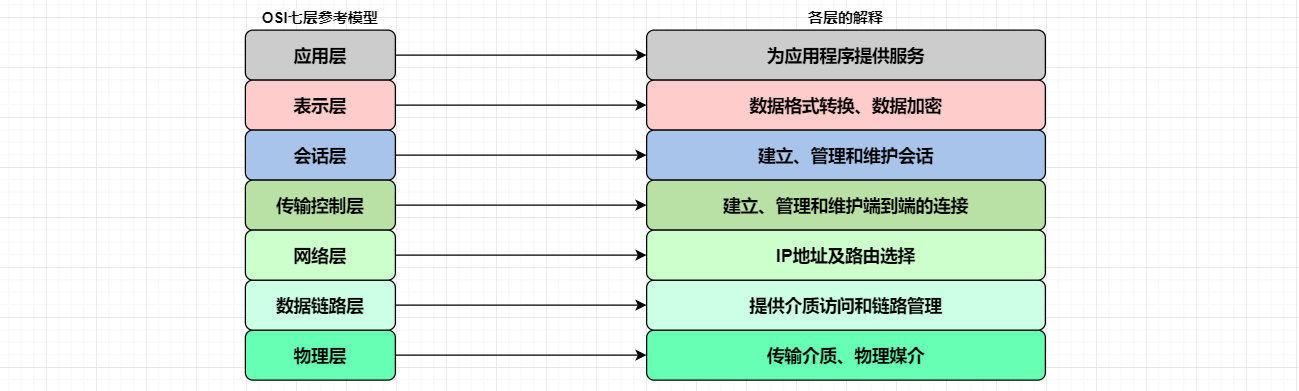 OSI七层参考模型 各层的解释
应用层 为应用程序提供服务
表示层 数据格式转换、数据加密
会话层 建立、管理和维护会话
传输控制层 建立、管理和维护端到端的连接
网络层 IP地址及路由选择
数据链路层 提供介质访问和链路管理
物理层 传输介质、物理媒介